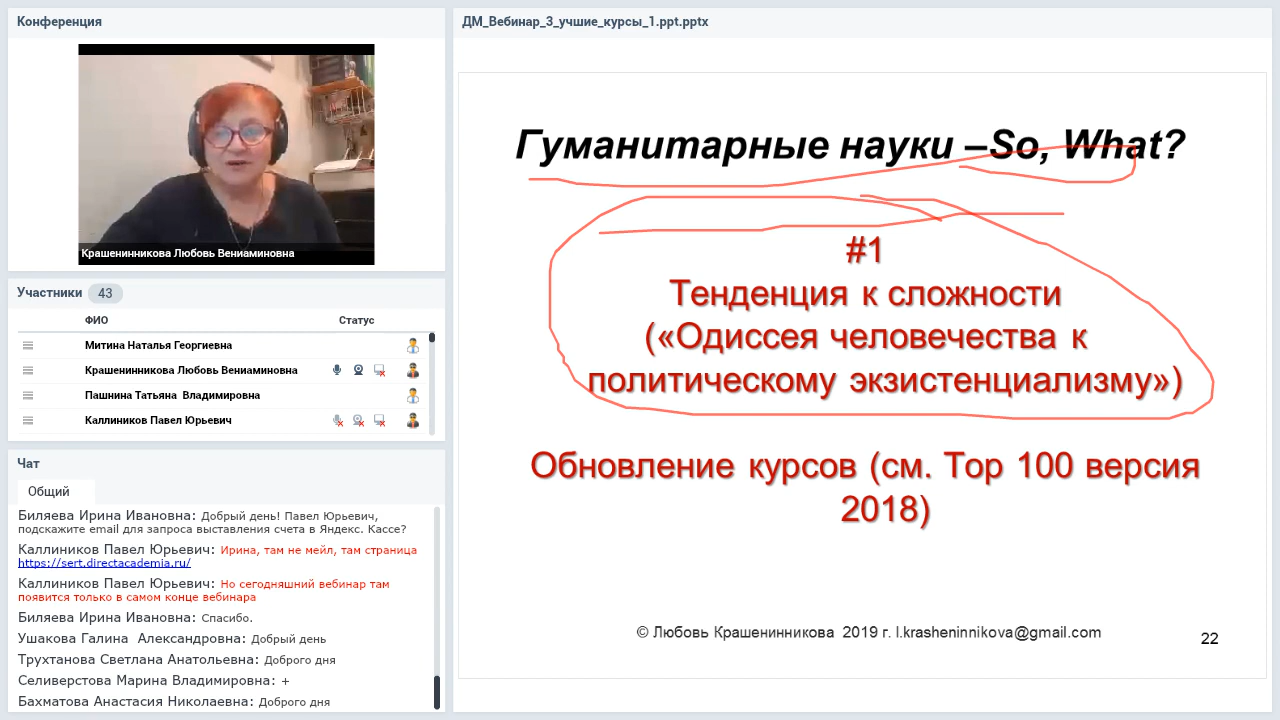 Конференция
Крашенинникова Любовь Вениаминовна
Участники 43
ФИО Статус
Митина Наталья Георгиевна
Крашенинникова Любовь Вениаминовна
Пашнина Татьяна Владимировна
Каллиников Павел Юрьевич
Чат
Общий
Биляева Ирина Ивановна: Добрый день! Павел Юрьевич,
подскажите email для запроса выставления счета в Яндекс. Кассе?
Каллиников Павел Юрьевич: Ирина, там не мейл, там страница
https://sert.directacademia.ru/
Каллиников Павел Юрьевич: Но сегодняшний вебинар там
появится только в самом конце вебинара
Биляева Ирина Ивановна: Спасибо.
Ушакова Галина Александровна: Добрый день
Трухтанова Светлана Анатольевна: Доброго дня
Селиверстова Марина Владимировна: +
Бахматова Анастасия Николаевна: Доброго дня
ДМ_Вебинар_3_учшие_курсы_1.ppt.pptx
Гуманитарные науки –So, What?
#1
Тенденция к сложности
(«Одиссея человечества к
политическому экзистенциализму»)
Обновление курсов (см. Top 100 версия
2018)
© Любовь Крашенинникова 2019 г. l.krasheninnikova@gmail.com
22